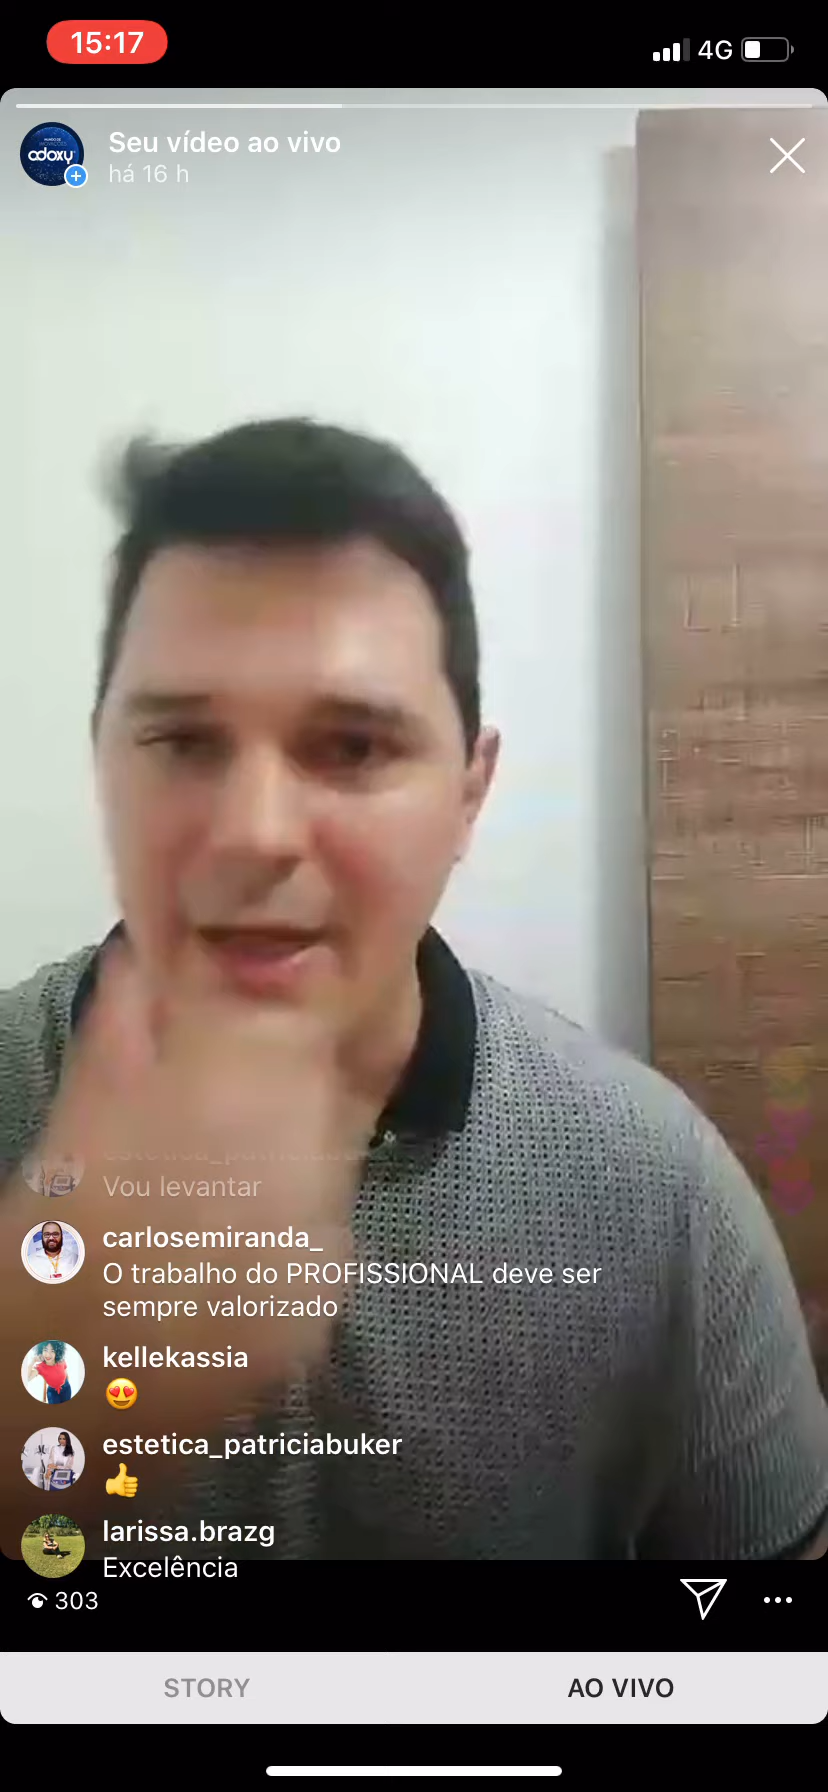 15:17
4G
adoxy
Seu vídeo ao vivo
há 16 h
Vou levantar
carlosemiranda_
O trabalho do PROFISSIONAL deve ser
sempre valorizado
kellekassia
😍
estetica_patriciabuker
👍
larissa.brazg
Excelência
303
STORY
AO VIVO